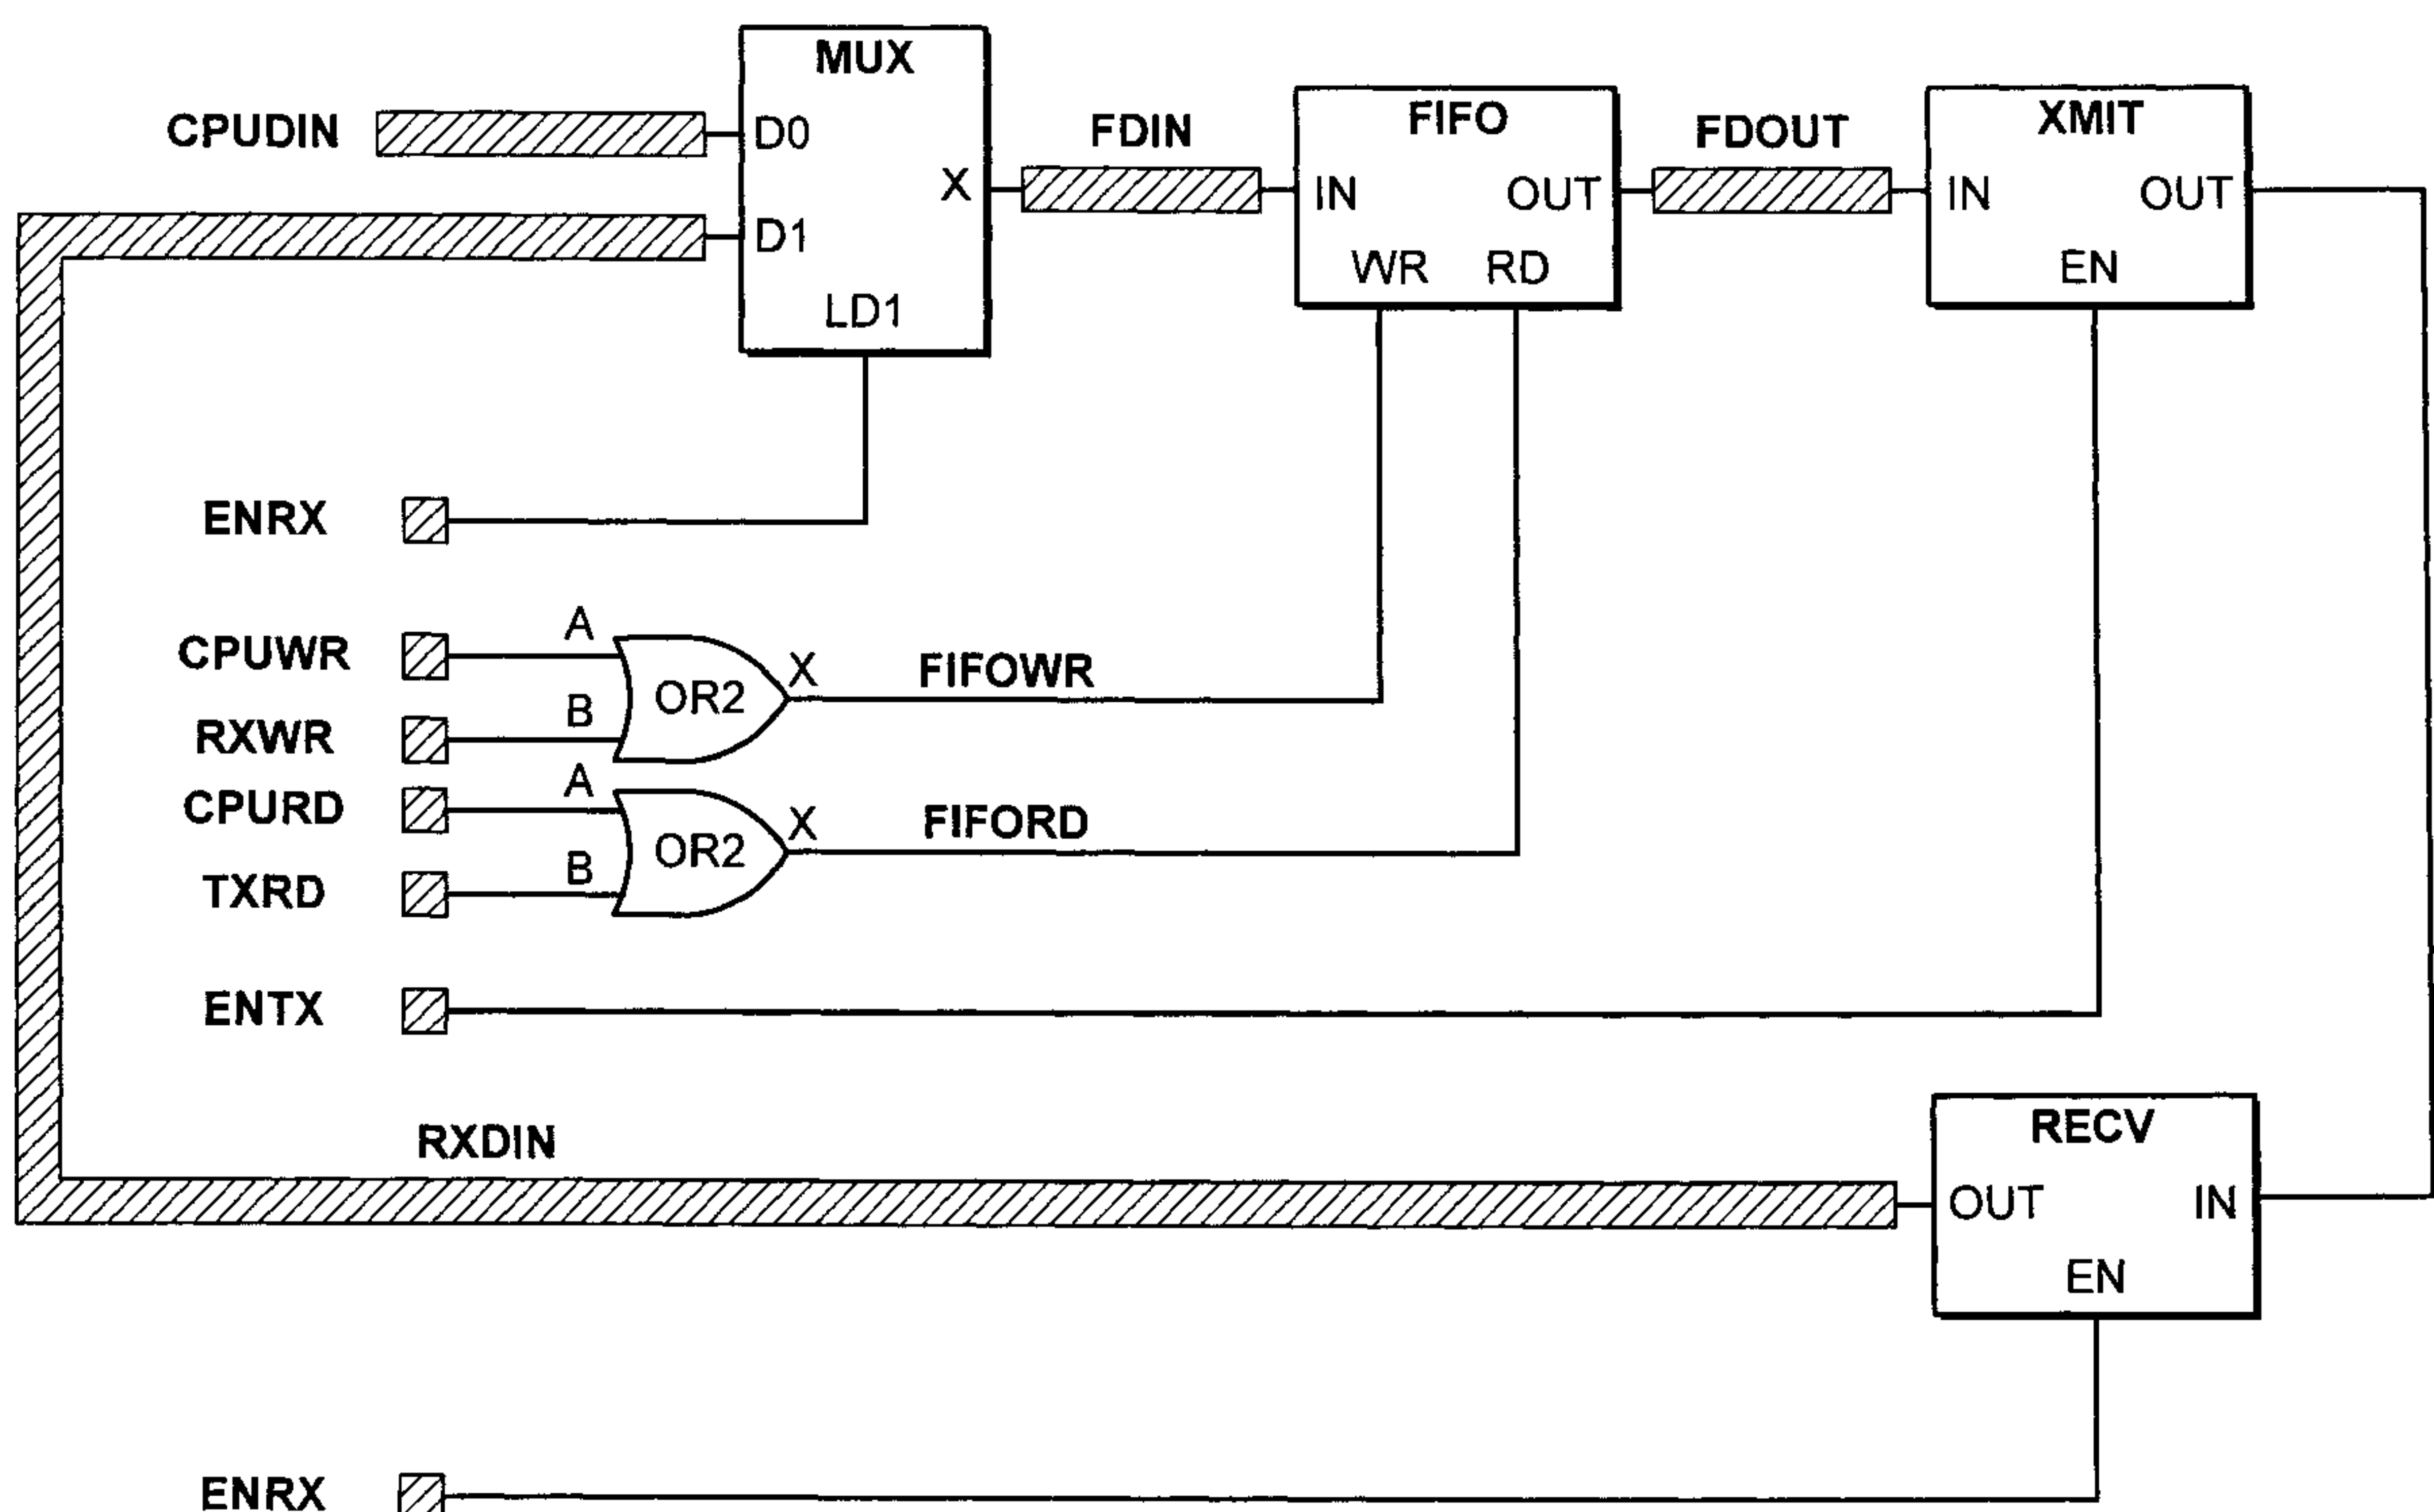 MUX
CPUDIN
D0
D1
X
LD1
FDIN
FIFO
IN
OUT
WR
RD
FDOUT
XMIT
IN
OUT
EN
ENRX
CPUWR
A
RXWR
B
OR2
X
FIFOWR
CPURD
A
TXRD
B
OR2
X
FIFORD
ENTX
RXDIN
RECV
OUT
IN
EN
ENRX